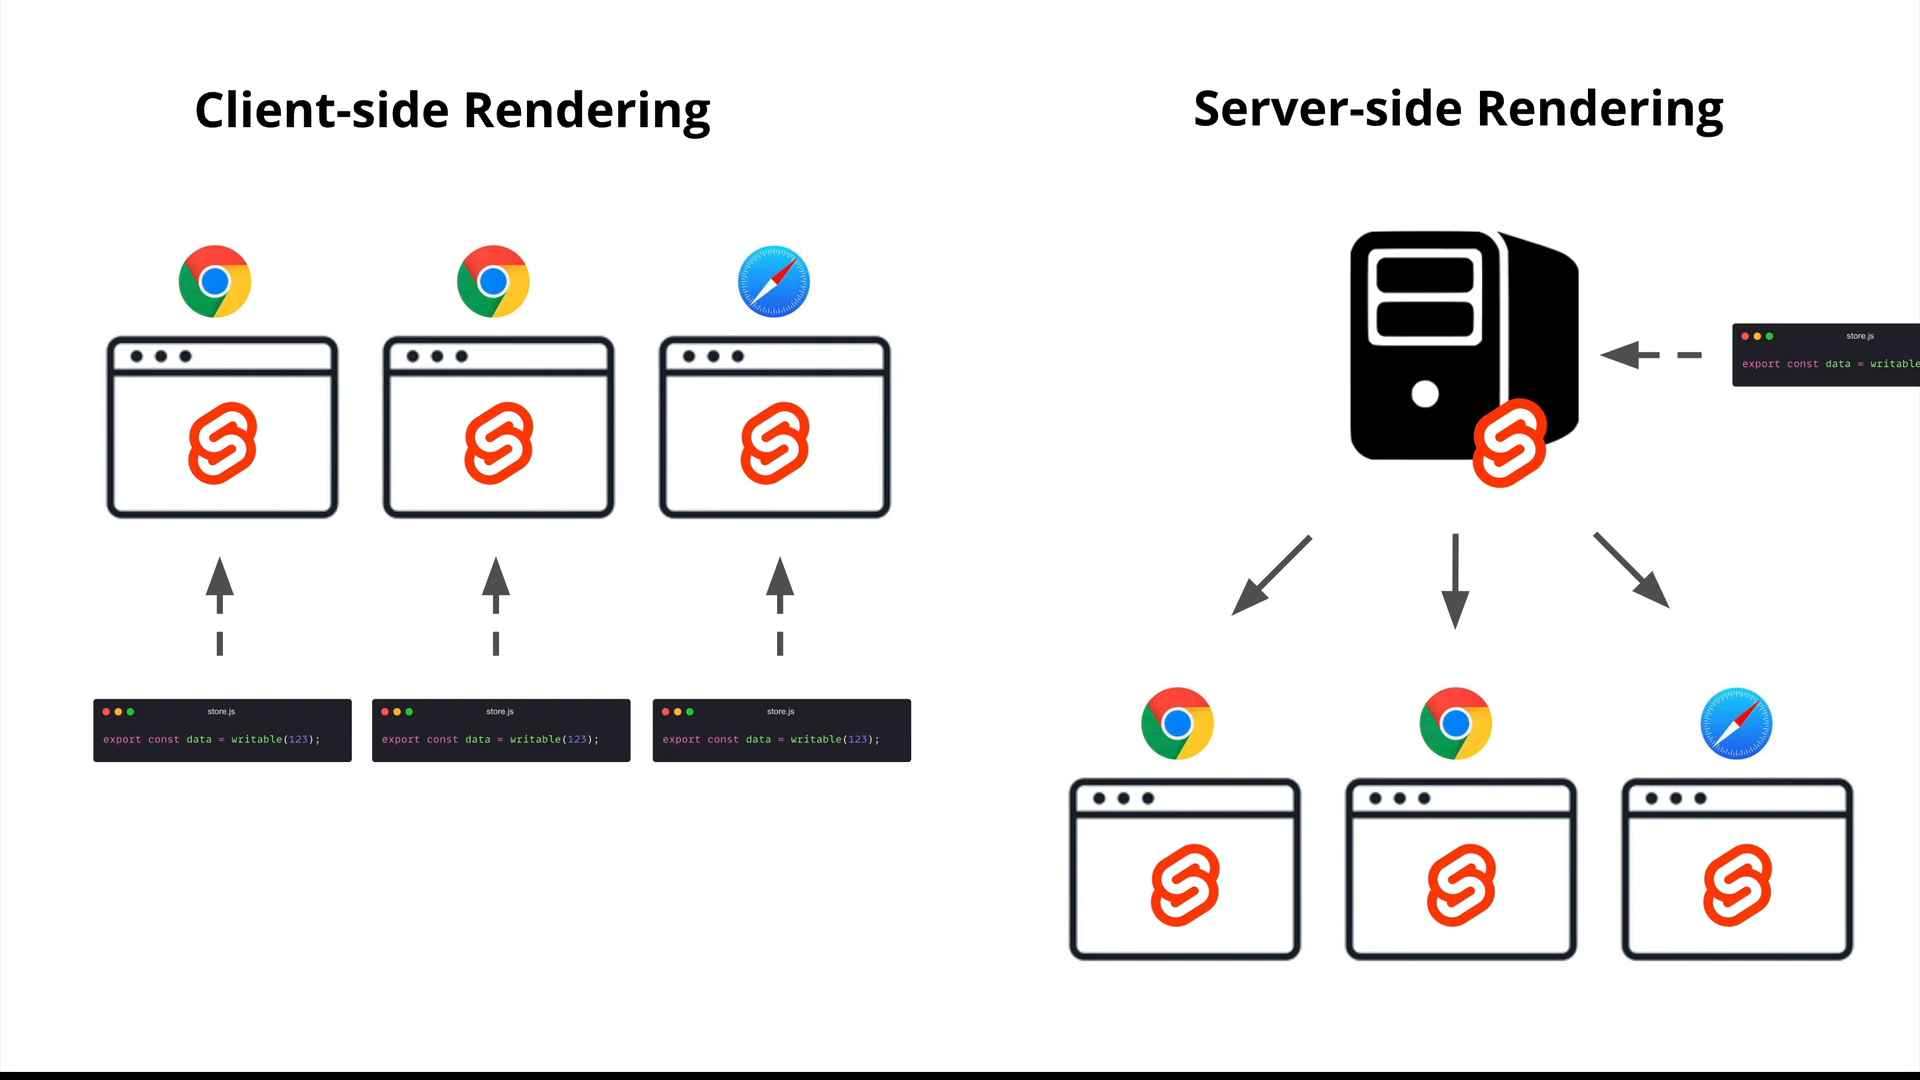 Client-side Rendering
Server-side Rendering
store.js
export const data = writable
store.js
export const data = writable(123);
store.js
export const data = writable(123);
store.js
export const data = writable(123);